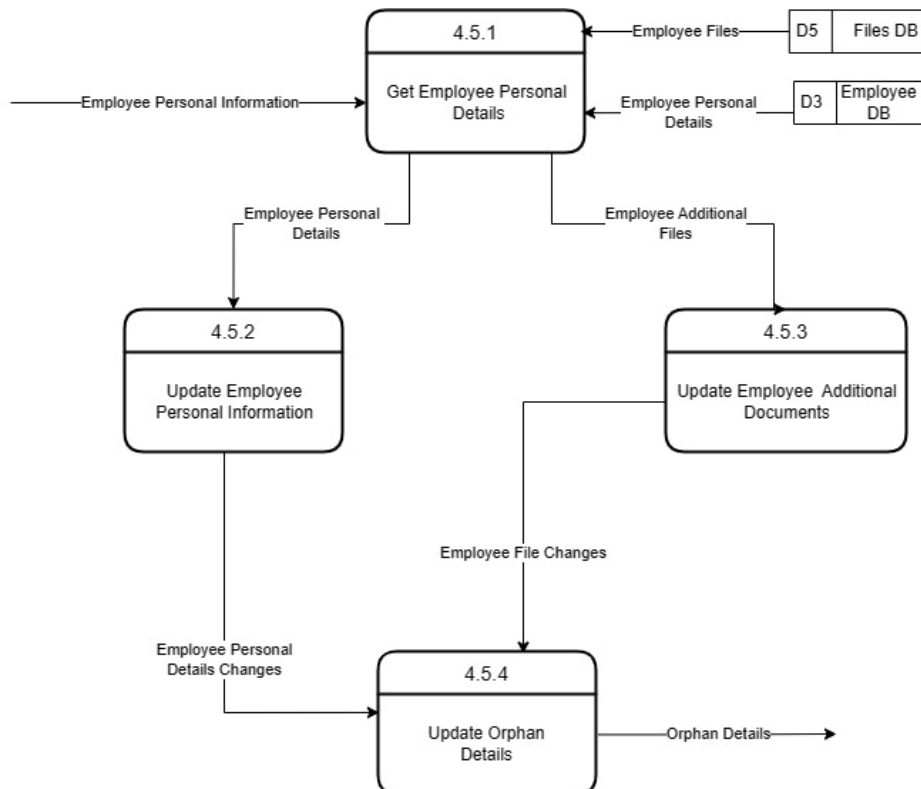 4.5.1
Employee Files
D5
Files DB
Get Employee Personal
Details
Employee Personal Information
Employee Personal
Details
D3
Employee
DB
Employee Personal
Details
Employee Additional
Files
4.5.2
Update Employee
Personal Information
4.5.3
Update Employee Additional
Documents
Employee File Changes
Employee Personal
Details Changes
4.5.4
Update Orphan
Details
Orphan Details